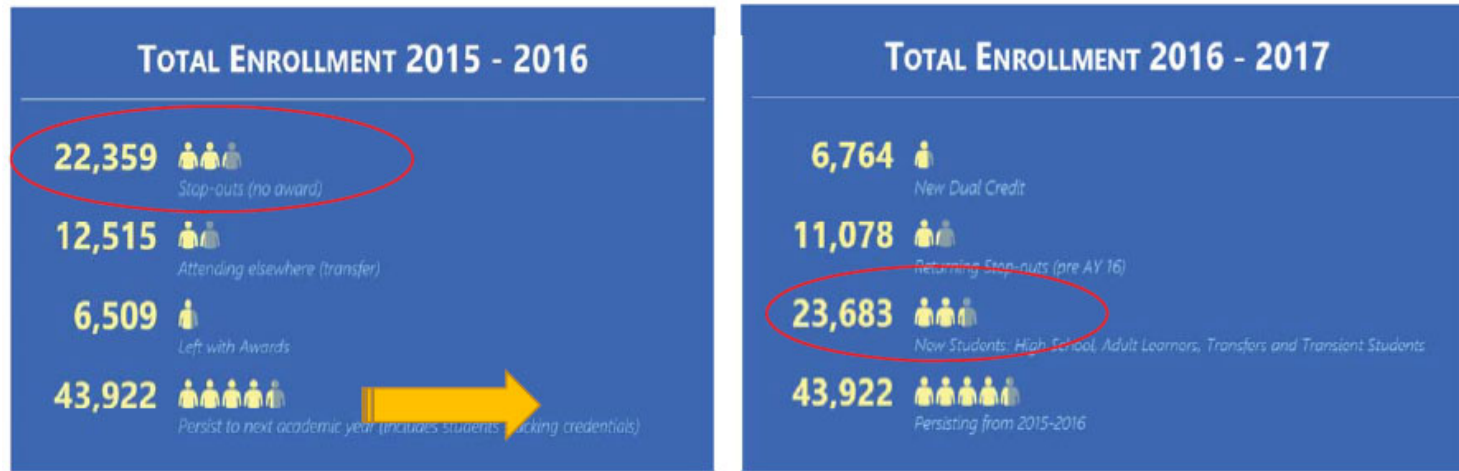 TOTAL ENROLLMENT 2015 - 2016
22,359
Stop-outs (no award)
12,515
Attending elsewhere (transfer)
6,509
Left with Awards
43,922
Persist to next academic year (includes students credentials)
TOTAL ENROLLMENT 2016 - 2017
6,764
New Dual Credit
11,078
Returning Stop-outs (pre AY 16)
23,683
New Students: High School, Adult Learners, Transfers and Transient Students
43,922
Persisting from 2015-2016